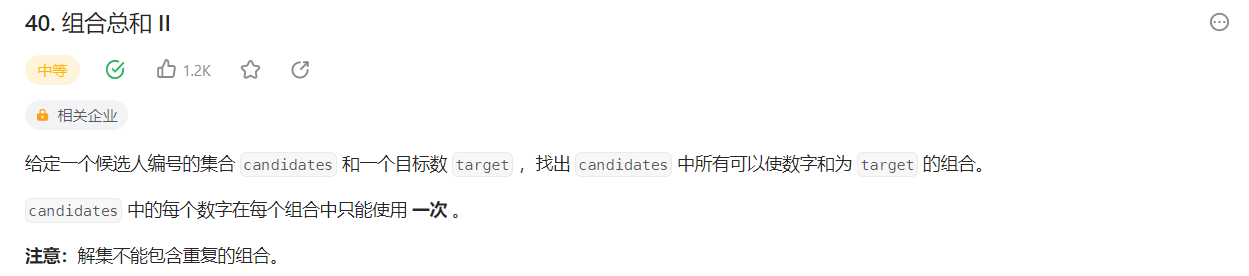 40. 组合总和 II
中等 1.2K
相关企业
给定一个候选人编号的集合 candidates 和一个目标数 target ，找出 candidates 中所有可以使数字和为 target 的组合。
candidates 中的每个数字在每个组合中只能使用 一次 。
注意：解集不能包含重复的组合。